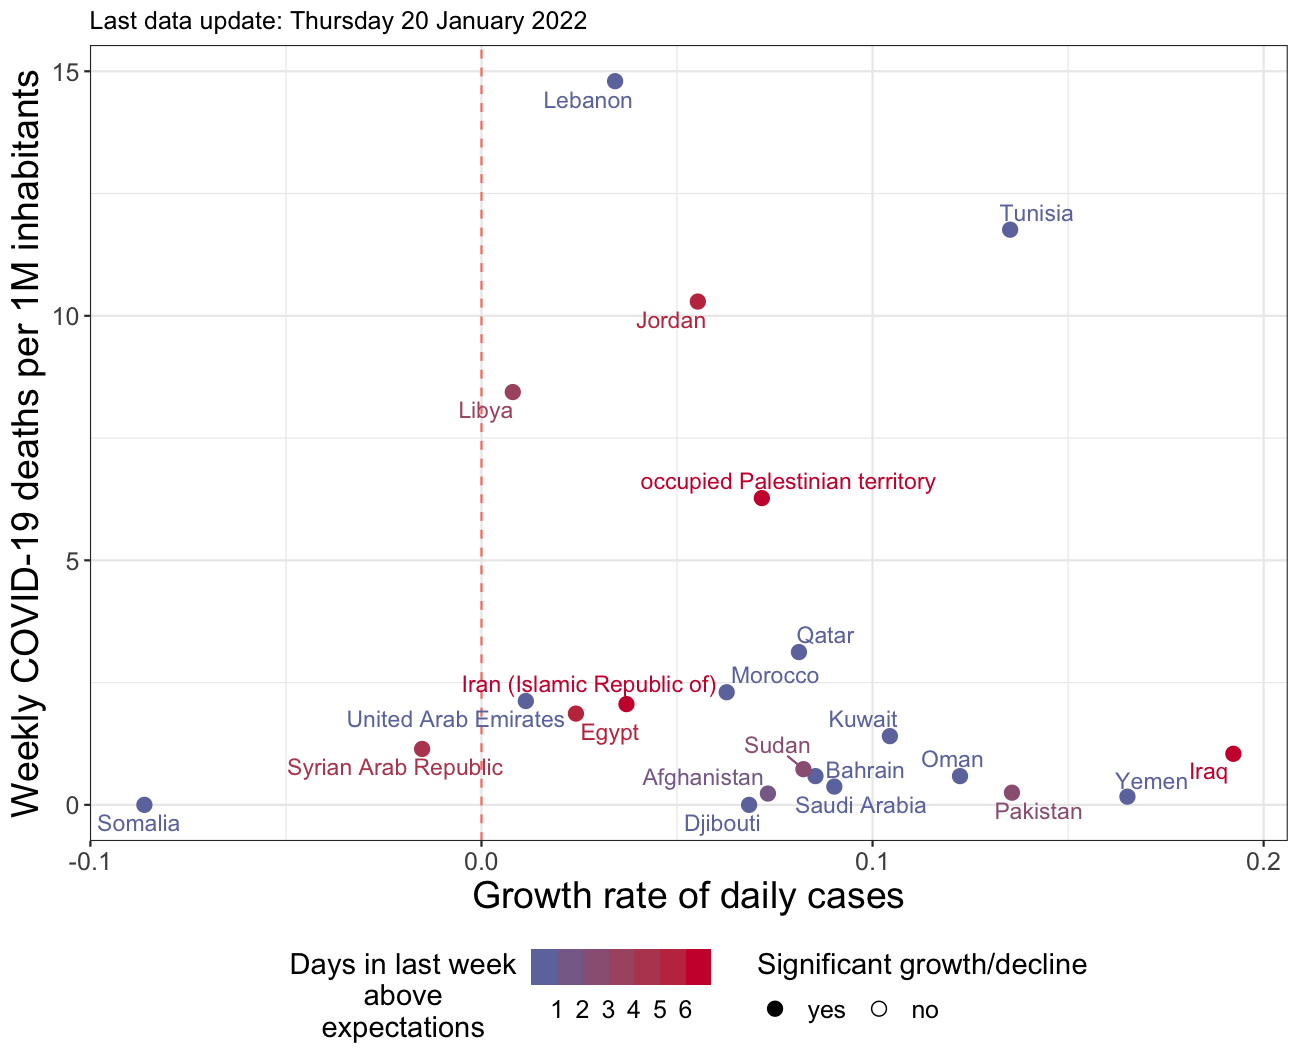 Last data update: Thursday 20 January 2022
Weekly COVID-19 deaths per 1M inhabitants
15
10
5
0
Lebanon
Tunisia
Jordan
Libya
occupied Palestinian territory
Qatar
Morocco
Iran (Islamic Republic of)
United Arab Emirates
Kuwait
Egypt
Sudan
Oman
Syrian Arab Republic
Bahrain
Iraq
Afghanistan
Yemen
Saudi Arabia
Pakistan
Somalia
Djibouti
-0.1 0.0 0.1 0.2
Growth rate of daily cases
Days in last week
above
expectations
1 2 3 4 5 6
Significant growth/decline
yes no